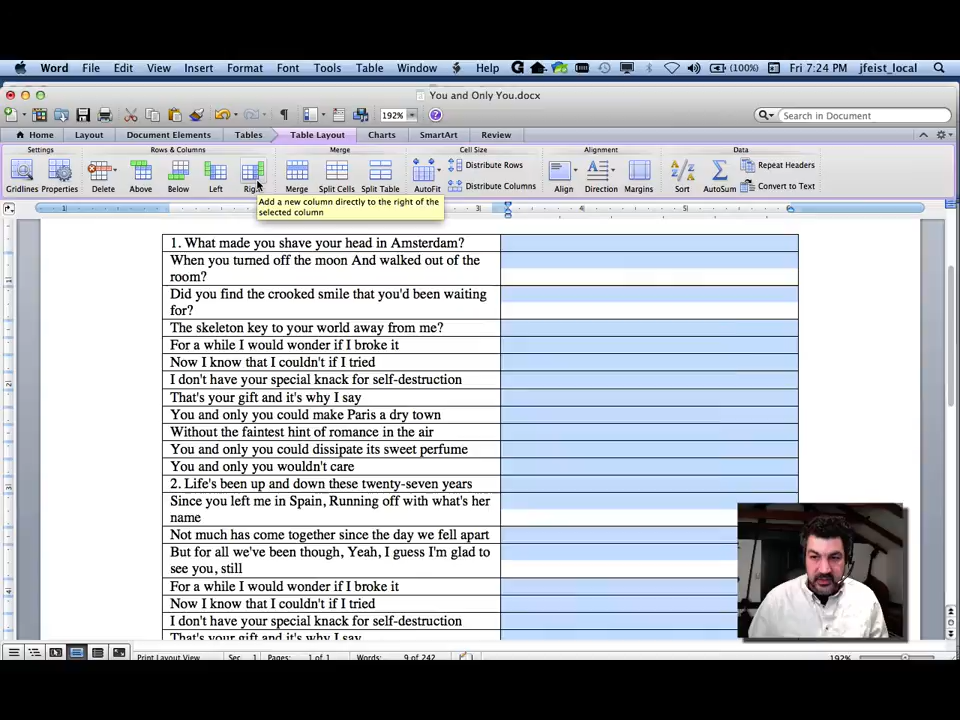 Word File Edit View Insert Format Font Tools Table Window Help (100%) Fri 7:24 PM jfeist_local
You and Only You.docx
192% Search in Document
Home Layout Document Elements Tables Table Layout Charts SmartArt Review
Settings Rows & Columns Merge Cell Size Alignment Data
Distribute Rows Repeat Headers
Distribute Columns Convert to Text
Gridlines Properties Delete Above Below Left Merge Split Cells Split Table AutoFit Align Direction Margins Sort AutoSum
Add a new column directly to the right of the
selected column
1. What made you shave your head in Amsterdam?
When you turned off the moon And walked out of the
room?
Did you find the crooked smile that you'd been waiting
for?
The skeleton key to your world away from me?
For a while I would wonder if I broke it
Now I know that I couldn't if I tried
I don't have your special knack for self-destruction
That's your gift and it's why I say
You and only you could make Paris a dry town
Without the faintest hint of romance in the air
You and only you could dissipate its sweet perfume
You and only you wouldn't care
2. Life's been up and down these twenty-seven years
Since you left me in Spain, Running off with what's her
name
Not much has come together since the day we fell apart
But for all we've been though, Yeah, I guess I'm glad to
see you, still
For a while I would wonder if I broke it
Now I know that I couldn't if I tried
I don't have your special knack for self-destruction
That's your gift and it's why I say
Print Layout View Sec 1 Pages: 1 of 1 Words: 9 of 242 192%